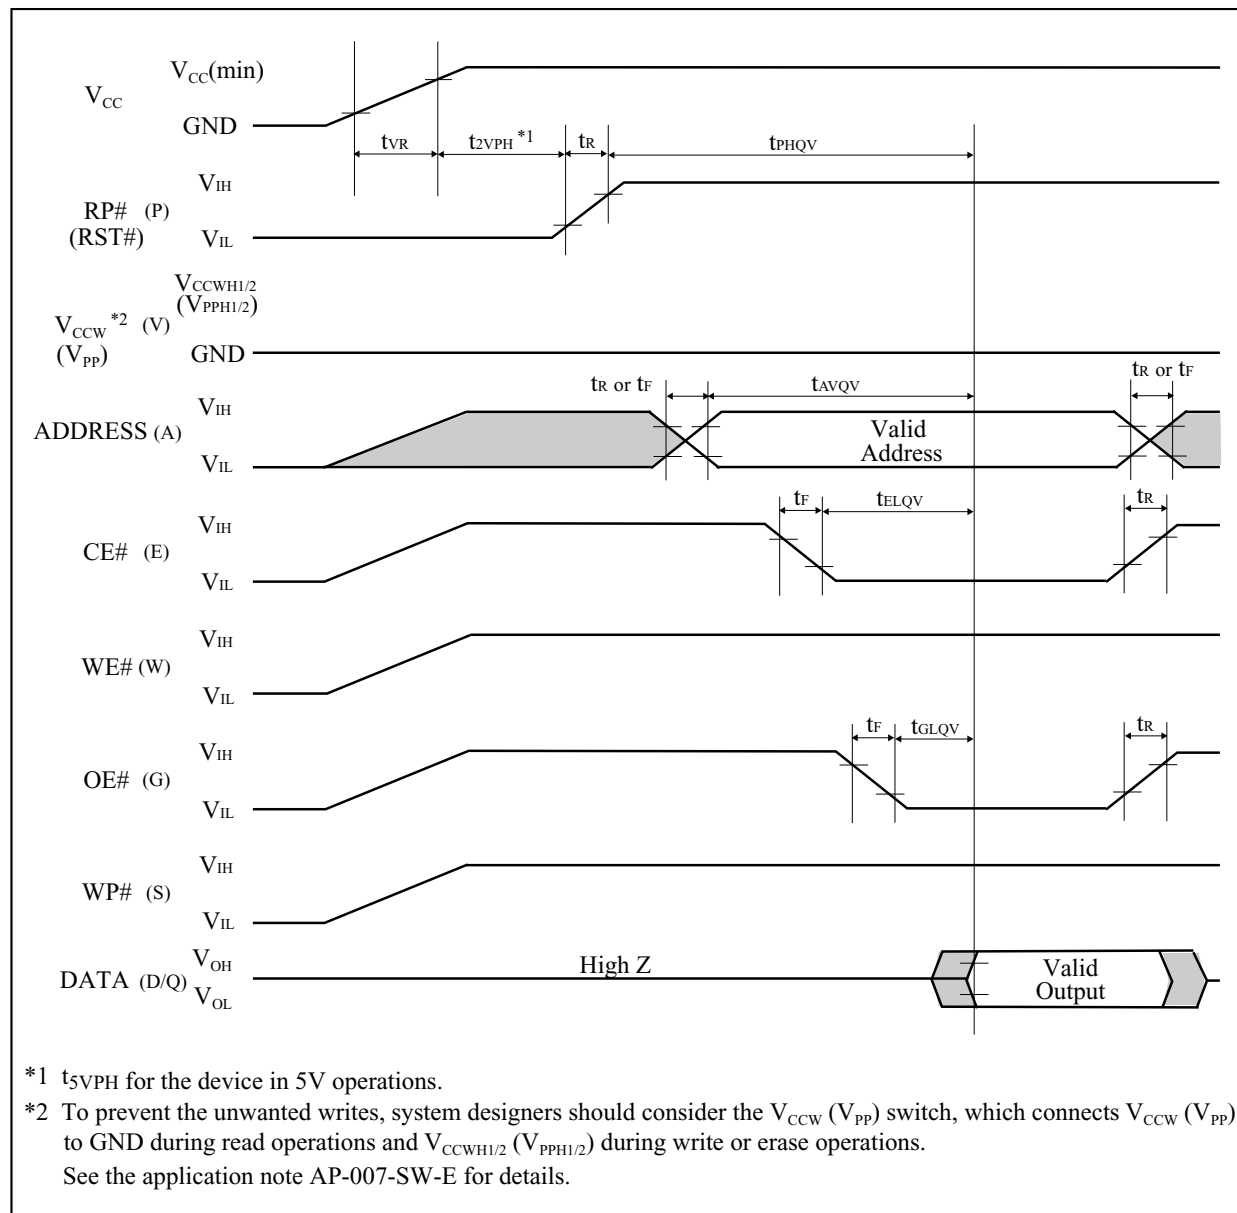 VCC(min)
VCC
GND
tVR
t2VPH *1
tR
tPHQV
VIH
RP# (P)
(RST#)
VIL
VCCWH1/2
(VPPH1/2)
VCCW *2 (V)
(VPP)
GND
tR or tF
tAVQV
tR or tF
VIH
ADDRESS (A)
Valid
Address
VIL
tF
tELQV
tR
VIH
CE# (E)
VIL
VIH
WE# (W)
VIL
tF
tGLQV
tR
VIH
OE# (G)
VIL
VIH
WP# (S)
VIL
VOH
High Z
DATA (D/Q)
Valid
Output
VOL
*1 t5VPH for the device in 5V operations.
*2 To prevent the unwanted writes, system designers should consider the VCCW (VPP) switch, which connects VCCW (VPP)
to GND during read operations and VCCWH1/2 (VPPH1/2) during write or erase operations.
See the application note AP-007-SW-E for details.